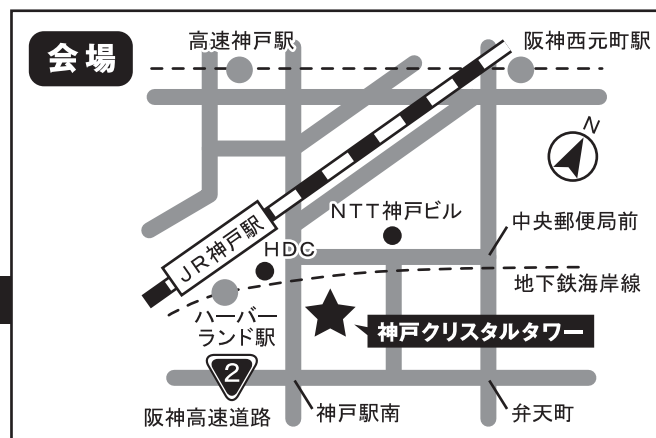 会場
高速神戸駅
阪神西元町駅
N
NTT神戸ビル
中央郵便局前
JR神戸駅
HDC
地下鉄海岸線
ハーバー
ランド駅
神戸クリスタルタワー
2
阪神高速道路
神戸駅南
弁天町